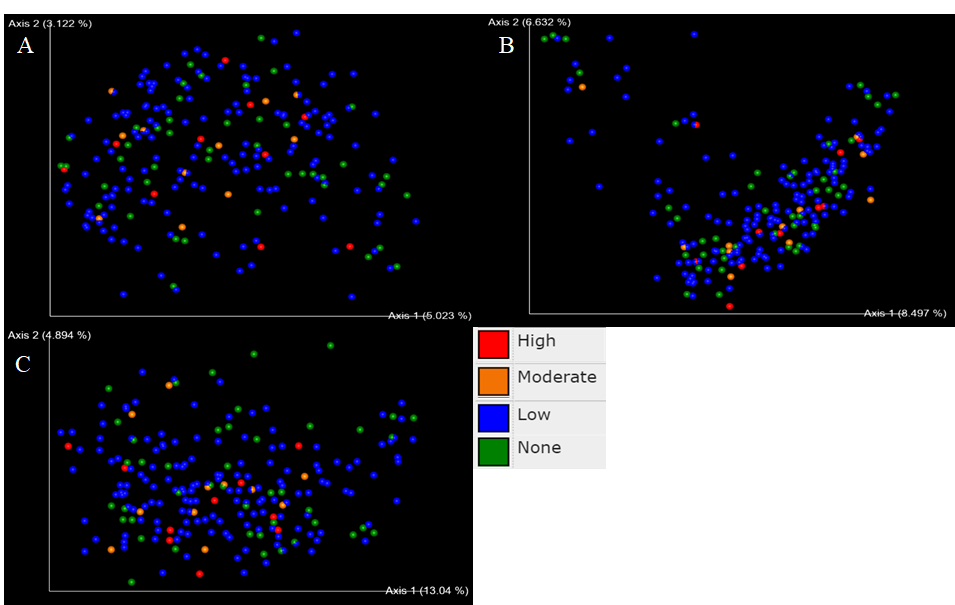 Axis 2 (3.122 %)
A
Axis 1 (5.023 %)
Axis 2 (6.632 %)
B
Axis 1 (8.497 %)
Axis 2 (4.894 %)
C
Axis 1 (13.04 %)
High
Moderate
Low
None